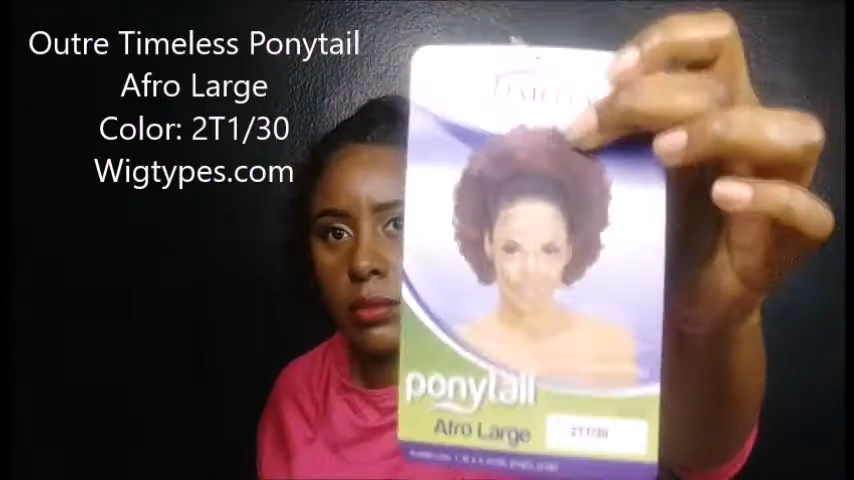 Outre Timeless Ponytail
Afro Large
Color: 2T1/30
Wigtypes.com
ponytail
Afro Large
2T1/30